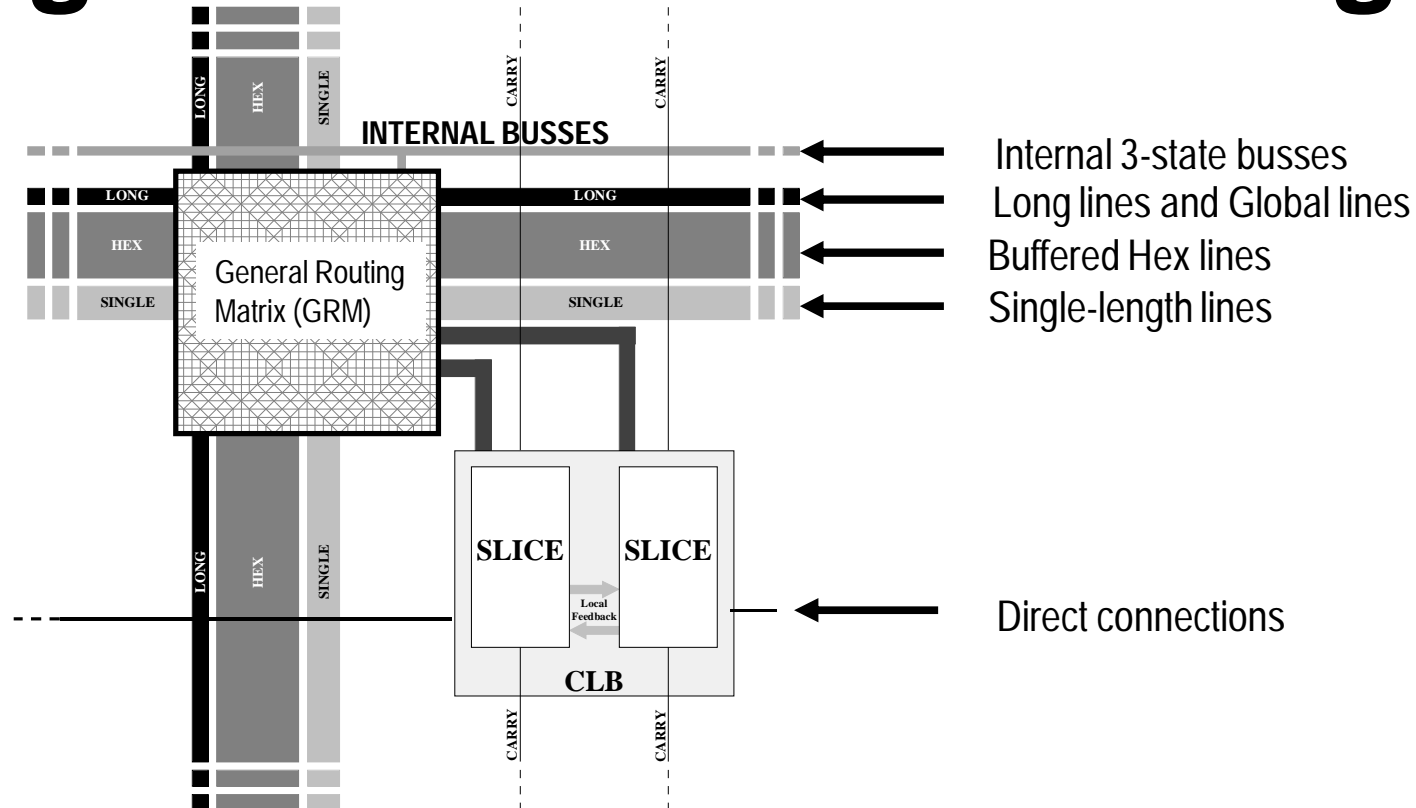 LONG
HEX
SINGLE
CARRY
CARRY
INTERNAL BUSSES
Internal 3-state busses
LONG
LONG
Long lines and Global lines
HEX
HEX
Buffered Hex lines
SINGLE
SINGLE
Single-length lines
General Routing
Matrix (GRM)
SLICE
SLICE
LONG
HEX
SINGLE
Local
Feedback
Direct connections
CLB
CARRY
CARRY